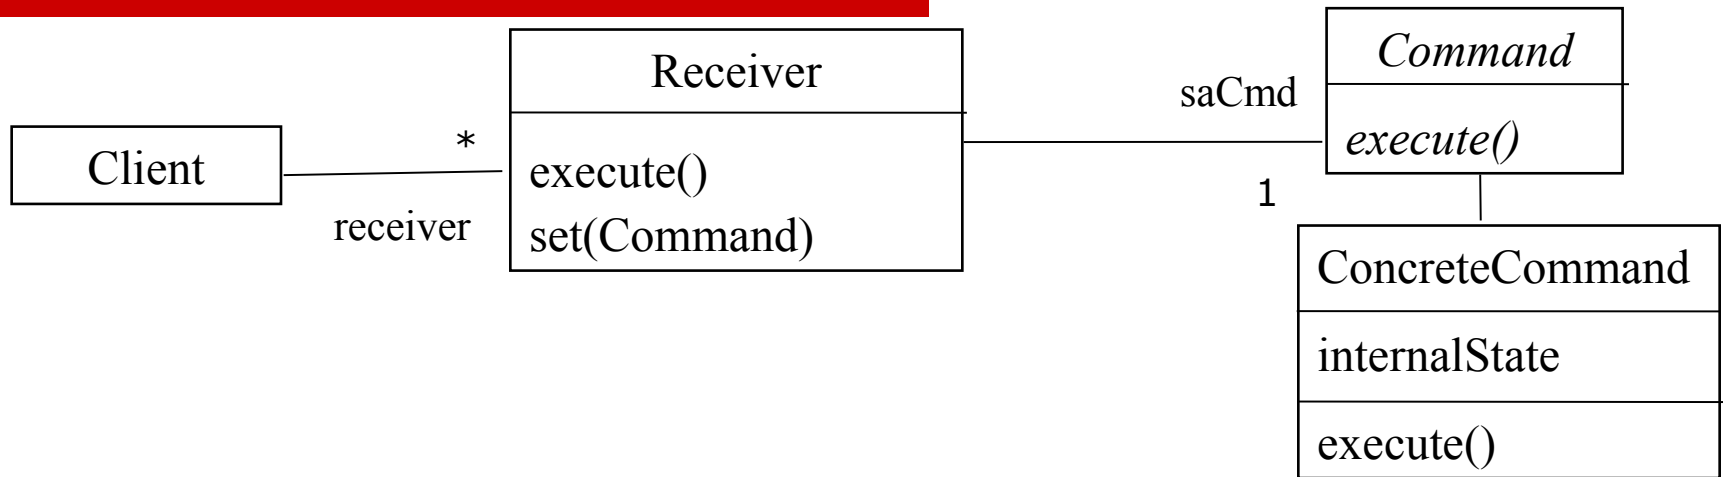 Client
*
receiver
Receiver
execute()
set(Command)
saCmd
1
Command
execute()
ConcreteCommand
internalState
execute()